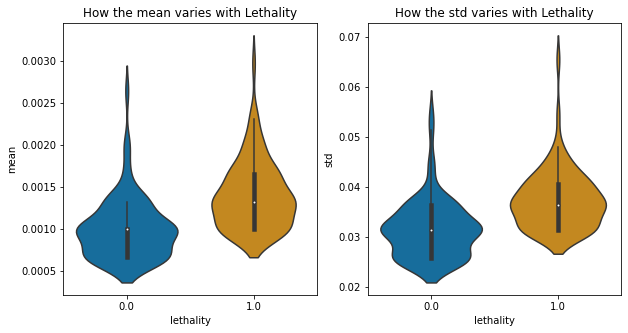 How the mean varies with Lethality
How the std varies with Lethality
0.0030
0.0025
0.0020
0.0015
0.0010
0.0005
mean
0.0
1.0
lethality
0.07
0.06
0.05
0.04
0.03
0.02
std
0.0
1.0
lethality